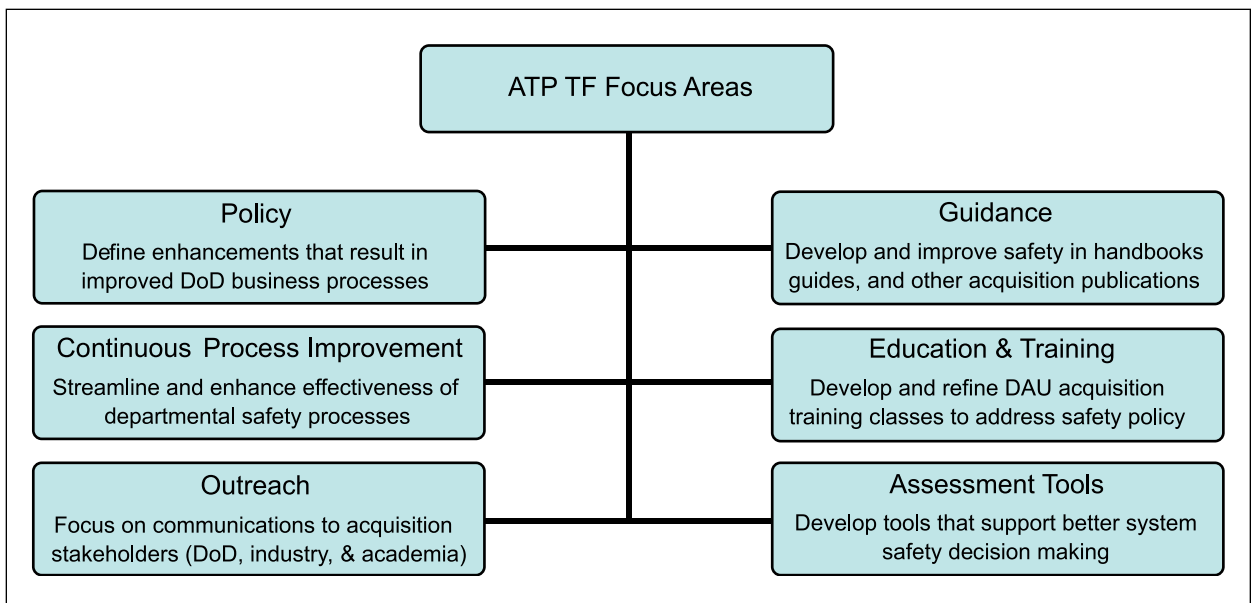 ATP TF Focus Areas
Policy
Define enhancements that result in
improved DoD business processes
Guidance
Develop and improve safety in handbooks
guides, and other acquisition publications
Continuous Process Improvement
Streamline and enhance effectiveness of
departmental safety processes
Education & Training
Develop and refine DAU acquisition
training classes to address safety policy
Outreach
Focus on communications to acquisition
stakeholders (DoD, industry, & academia)
Assessment Tools
Develop tools that support better system
safety decision making